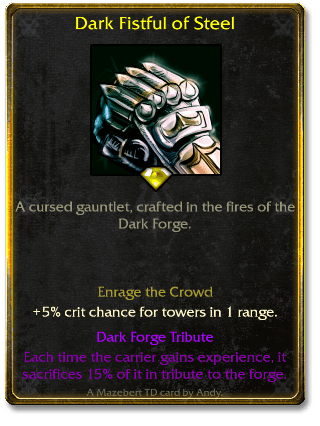 Dark Fistful of Steel
A cursed gauntlet, crafted in the fires of the
Dark Forge.
Enrage the Crowd
+5% crit chance for towers in 1 range.
Dark Forge Tribute
Each time the carrier gains experience, it
sacrifices 15% of it in tribute to the forge.
A Mazebert TD card by Andy.